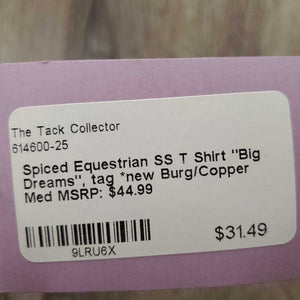 The Tack Collector
614600-25
Spiced Equestrian SS T Shirt "Big
Dreams", tag *new Burg/Copper
Med MSRP: $44.99
9LRU6X
$31.49